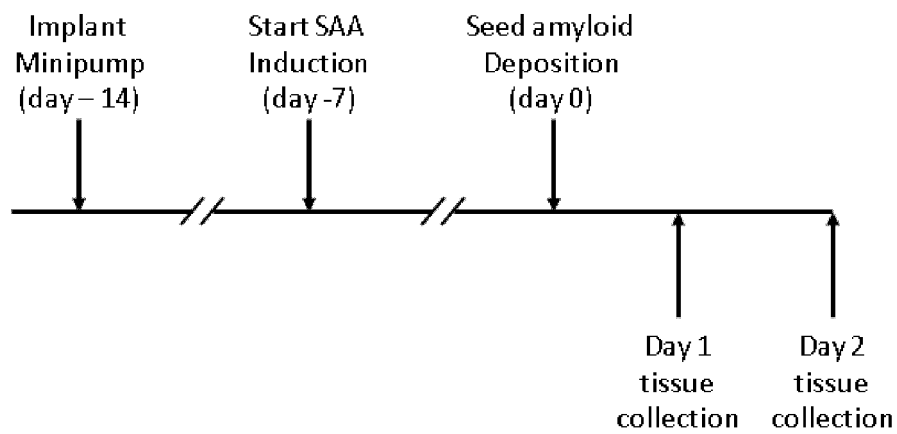 Implant
Minipump
(day – 14)
Start SAA
Induction
(day -7)
Seed amyloid
Deposition
(day 0)
Day 1
tissue
collection
Day 2
tissue
collection